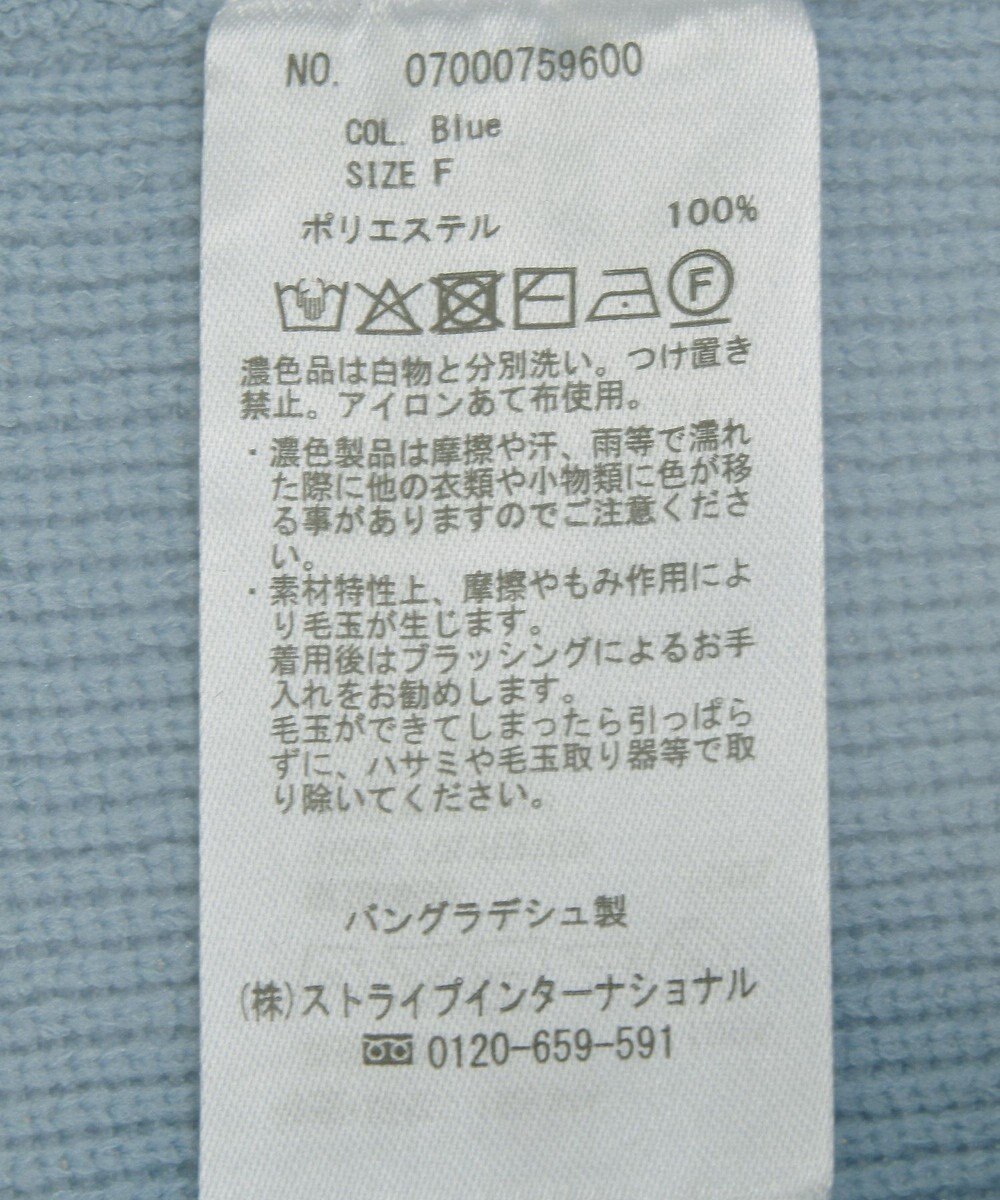 NO. 07000759600
COL. Blue
SIZE F
ポリエステル 100%
F
濃色品は白物と分別洗い。つけ置き
禁止。アイロンあて布使用。
・濃色製品は摩擦や汗、雨等で濡れ
た際に他の衣類や小物類に色が移
る事がありますのでご注意くださ
い。
・素材特性上、摩擦やもみ作用によ
り毛玉が生じます。
着用後はブラッシングによるお手
入れをお勧めします。
毛玉ができてしまったら引っぱら
ずに、ハサミや毛玉取り器等で取
り除いてください。
バングラデシュ製
(株)ストライプインターナショナル
0120-659-591